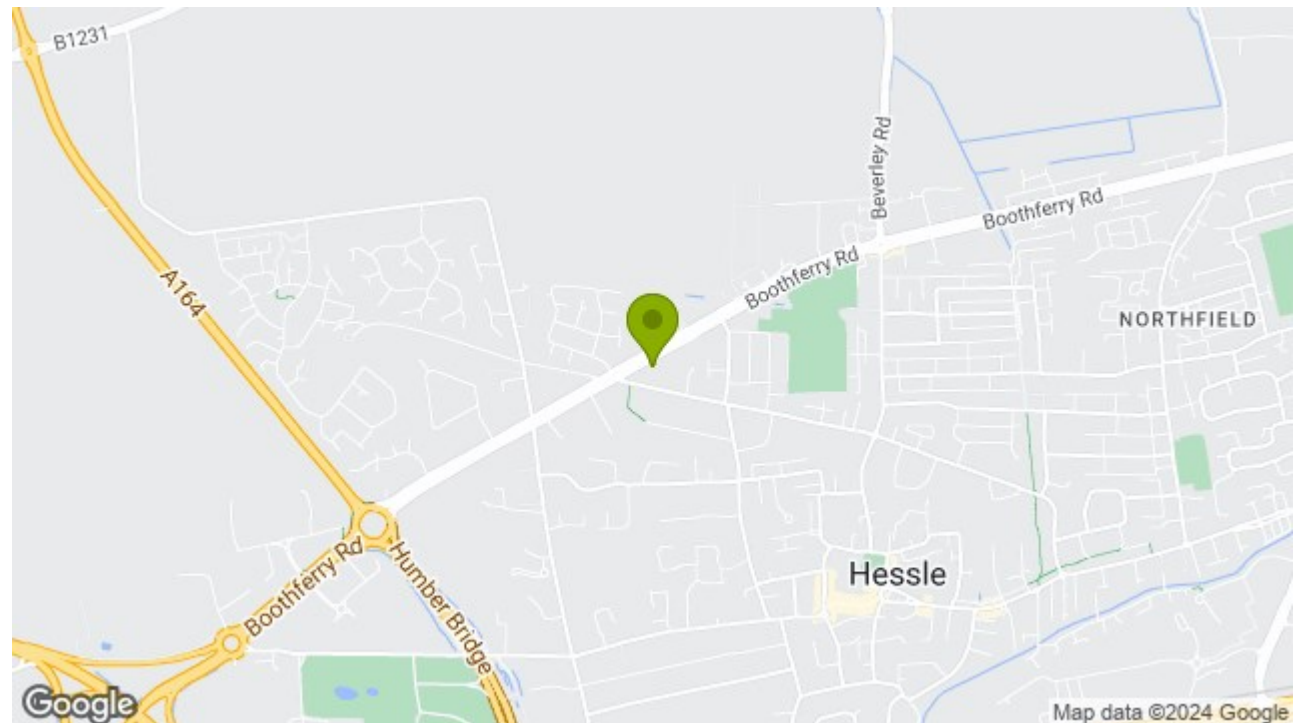 B1231
Beverley Rd
Boothferry Rd
Boothferry Rd
A164
NORTHFIELD
Boothferry Rd
Humber Bridge
Hessle
Google
Map data ©2024 Google